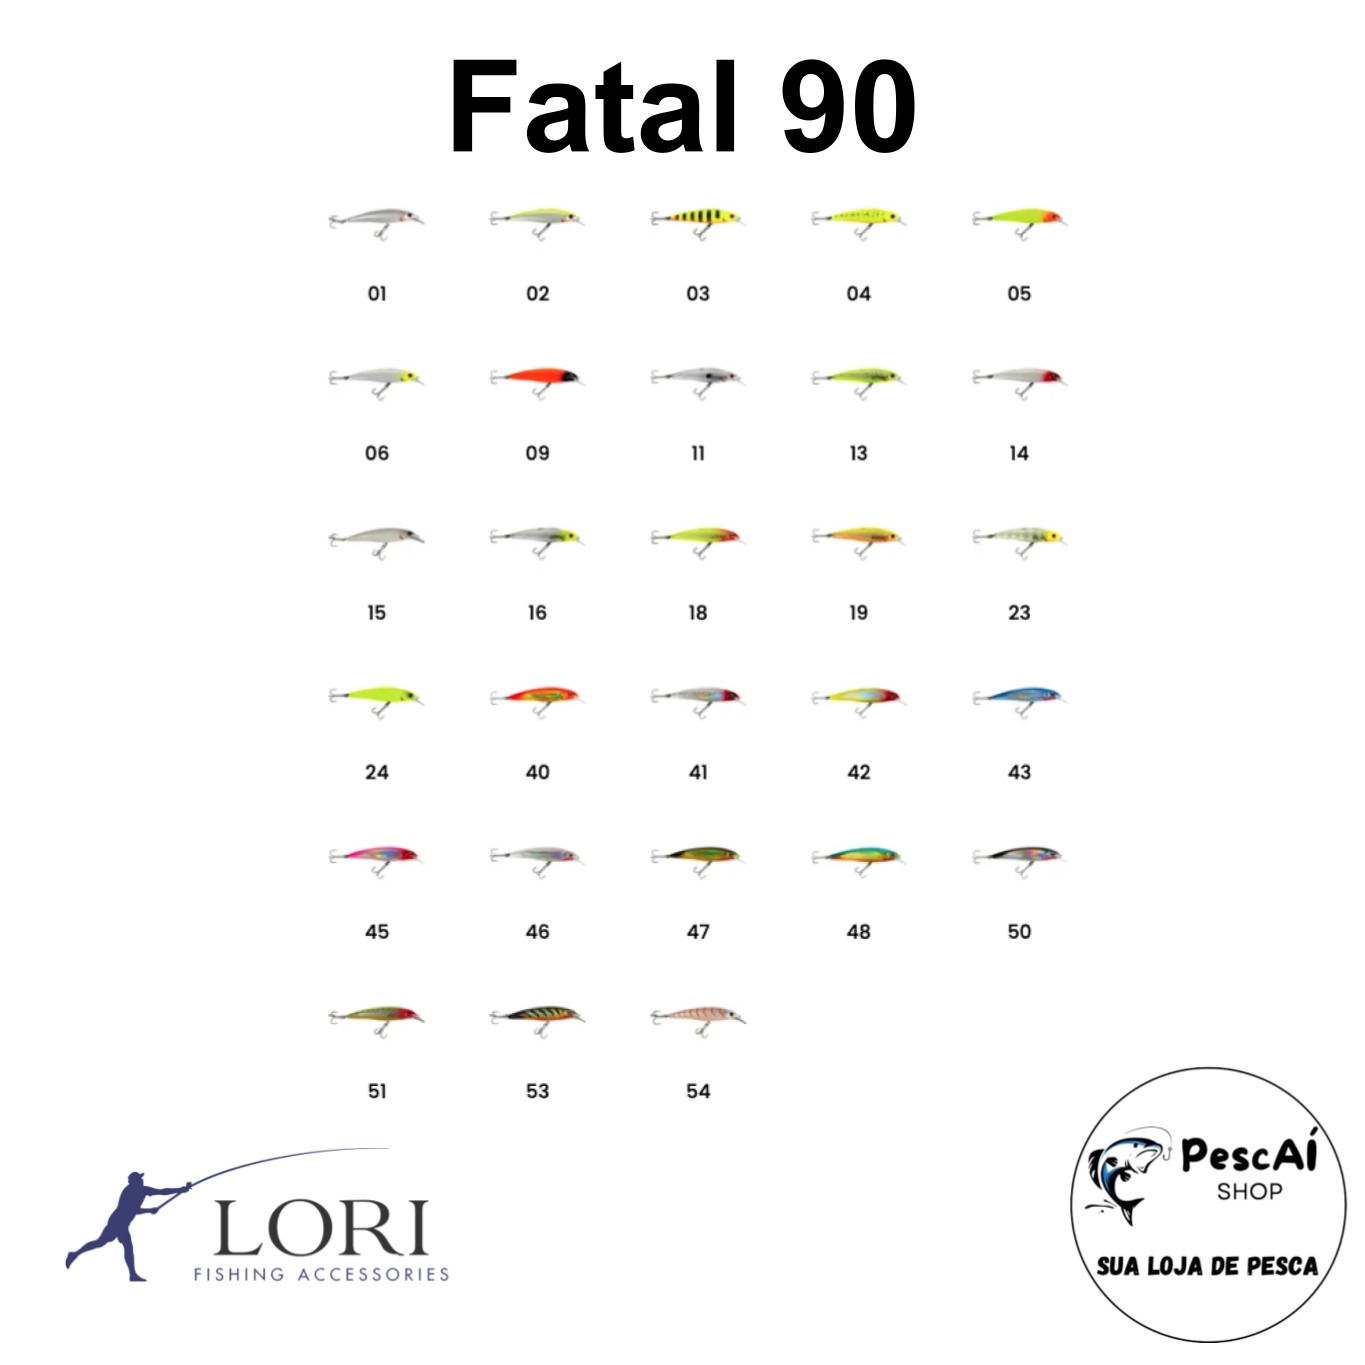 Fatal 90
01 02 03 04 05
06 09 11 13 14
15 16 18 19 23
24 40 41 42 43
45 46 47 48 50
51 53 54
LORI
FISHING ACCESSORIES
PescAÍ
SHOP
SUA LOJA DE PESCA